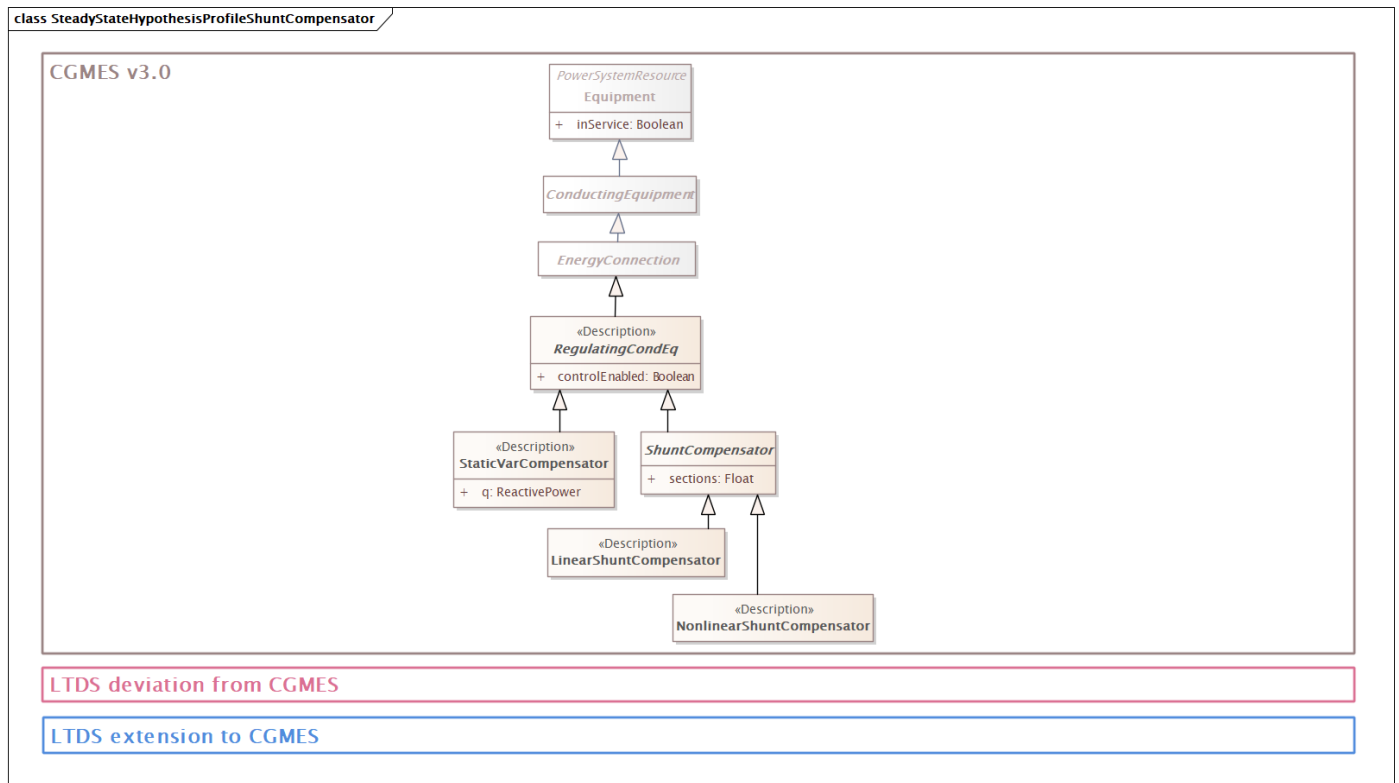 class SteadyStateHypothesisProfileShuntCompensator
CGMES v3.0
PowerSystemResource
Equipment
+ inService: Boolean
ConductingEquipment
EnergyConnection
«Description»
RegulatingCondEq
+ controlEnabled: Boolean
«Description»
StaticVarCompensator
+ q: ReactivePower
ShuntCompensator
+ sections: Float
«Description»
LinearShuntCompensator
«Description»
NonlinearShuntCompensator
LTDS deviation from CGMES
LTDS extension to CGMES